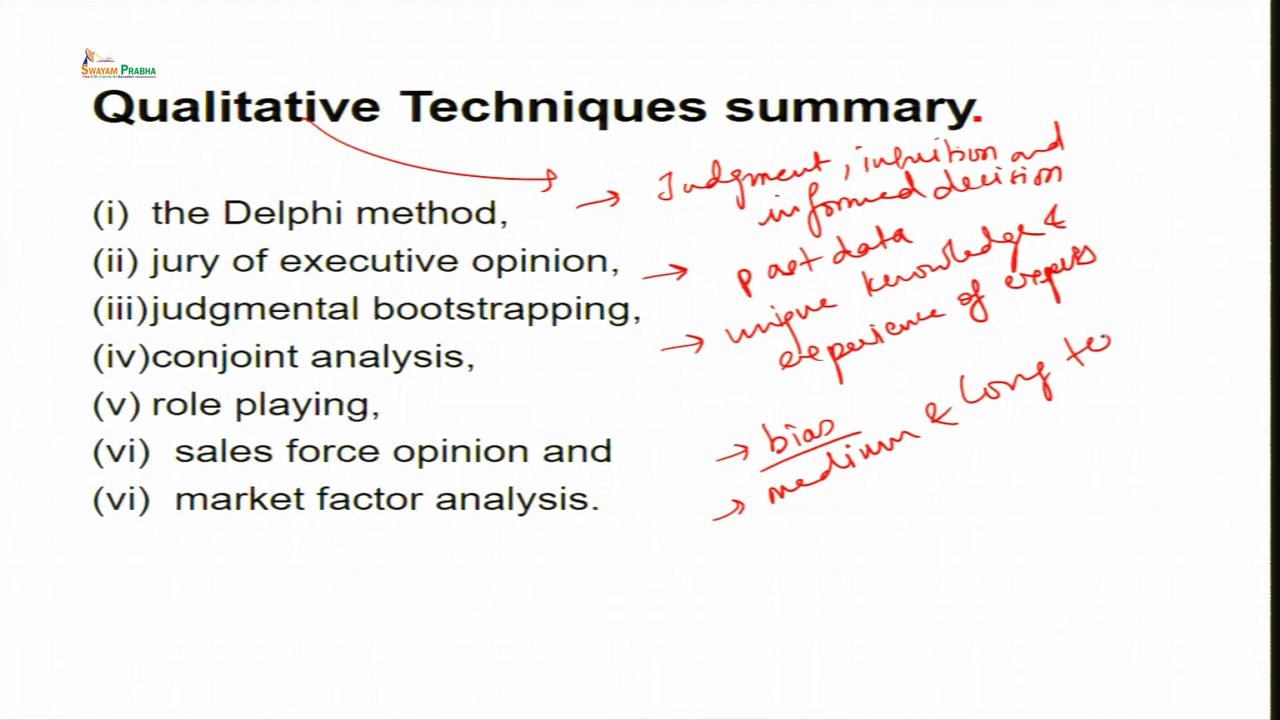 SWAYAM PRABHA
Qualitative Techniques summary.
(i) the Delphi method,
(ii) jury of executive opinion,
(iii)judgmental bootstrapping,
(iv)conjoint analysis,
(v) role playing,
(vi) sales force opinion and
(vi) market factor analysis.
→ Judgment, intuition and
informed decision
→ past data
→ unique knowledge &
experience of experts
→ bias
→ medium & long te